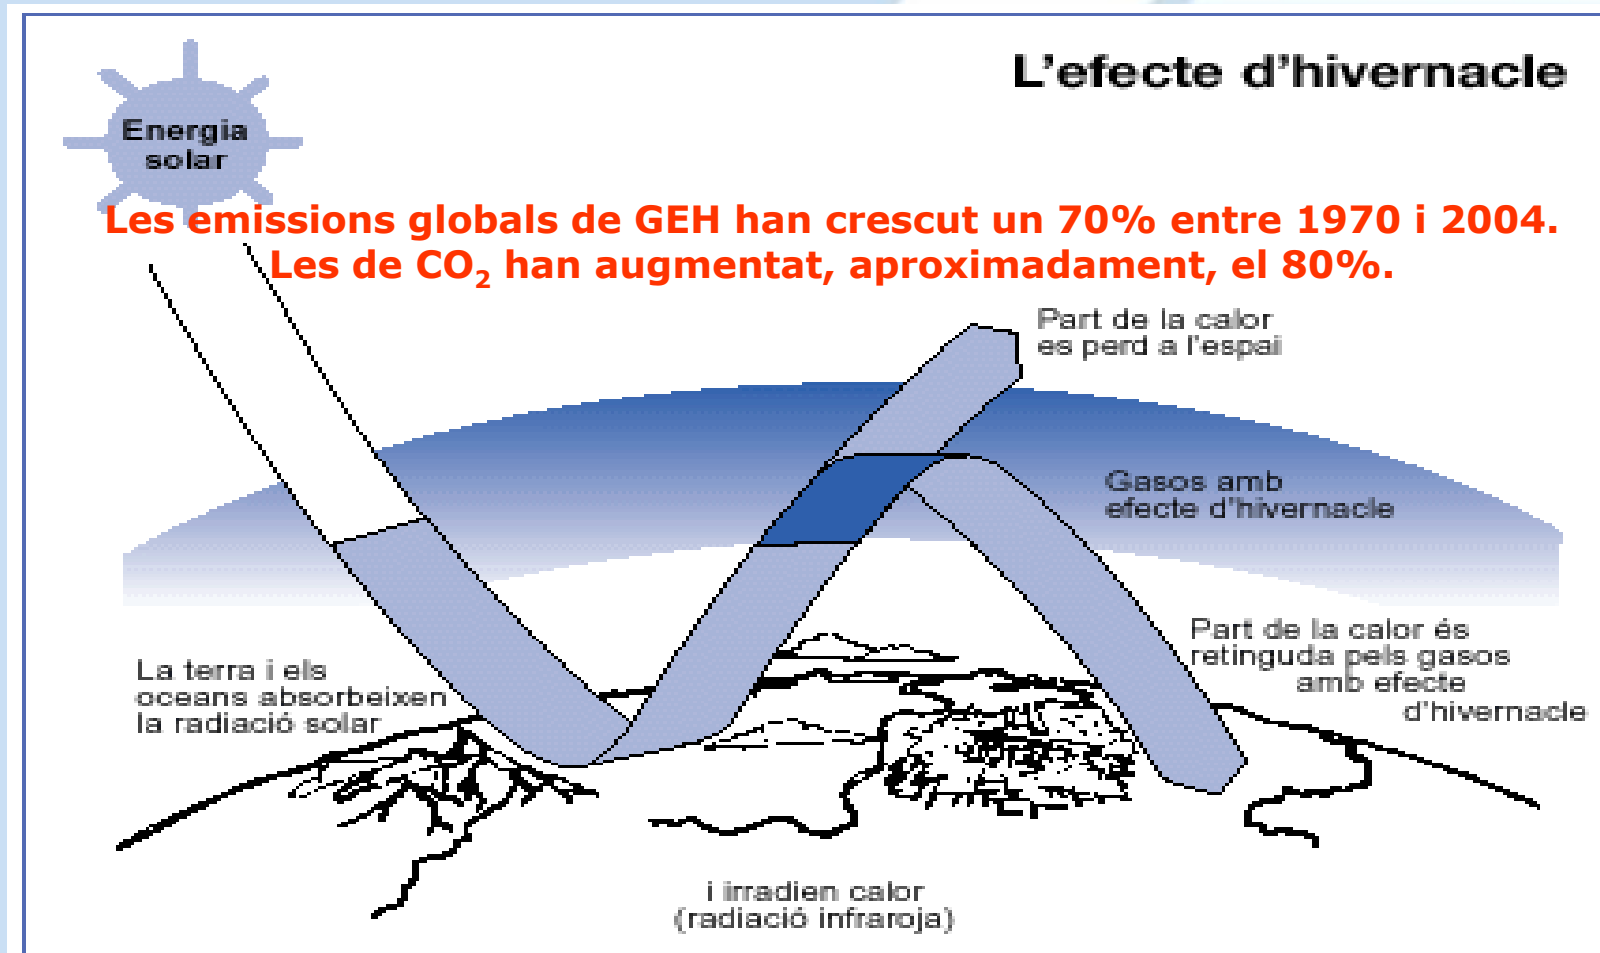 L'efecte d'hivernacle
Energia
solar
Les emissions globals de GEH han crescut un 70% entre 1970 i 2004.
Les de CO₂ han augmentat, aproximadament, el 80%.
Part de la calor
es perd a l'espai
Gasos amb
efecte d'hivernacle
Part de la calor és
retinguda pels gasos
amb efecte
d'hivernacle
La terra i els
oceans absorbeixen
la radiació solar
i irradien calor
(radiació infraroja)